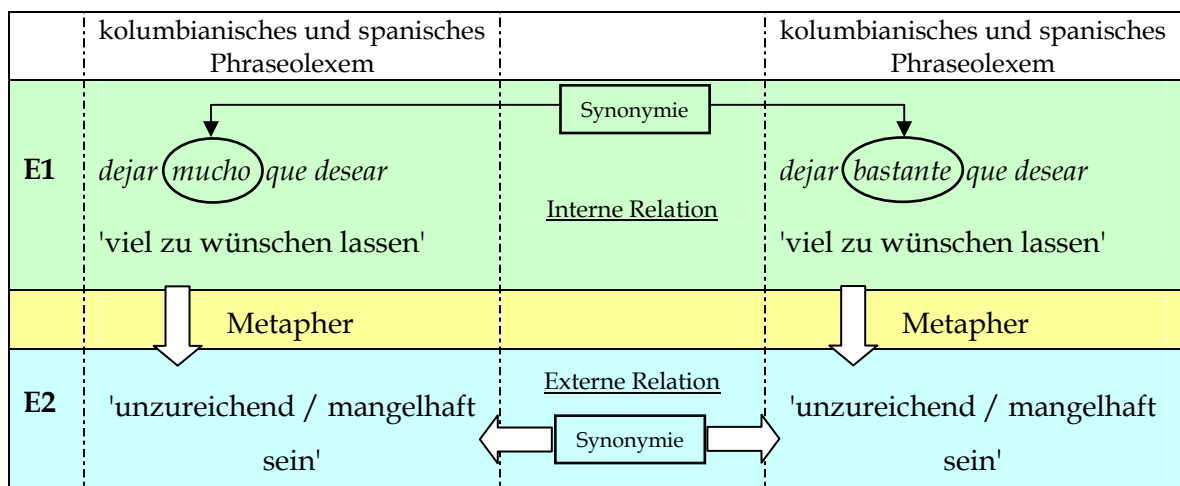 kolumbianisches und spanisches
Phraseolexem
kolumbianisches und spanisches
Phraseolexem
E1
Synonymie
dejar mucho que desear
dejar bastante que desear
Interne Relation
'viel zu wünschen lassen'
'viel zu wünschen lassen'
Metapher
Metapher
E2
Externe Relation
'unzureichend / mangelhaft
sein'
Synonymie
'unzureichend / mangelhaft
sein'